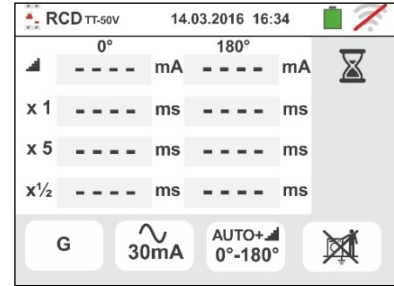 RCD TT-50V 14.03.2016 16:34
0° 180°
---- mA ---- mA
x 1 ---- ms ---- ms
x 5 ---- ms ---- ms
x½ ---- ms ---- ms
G 30mA AUTO+ 0°-180°